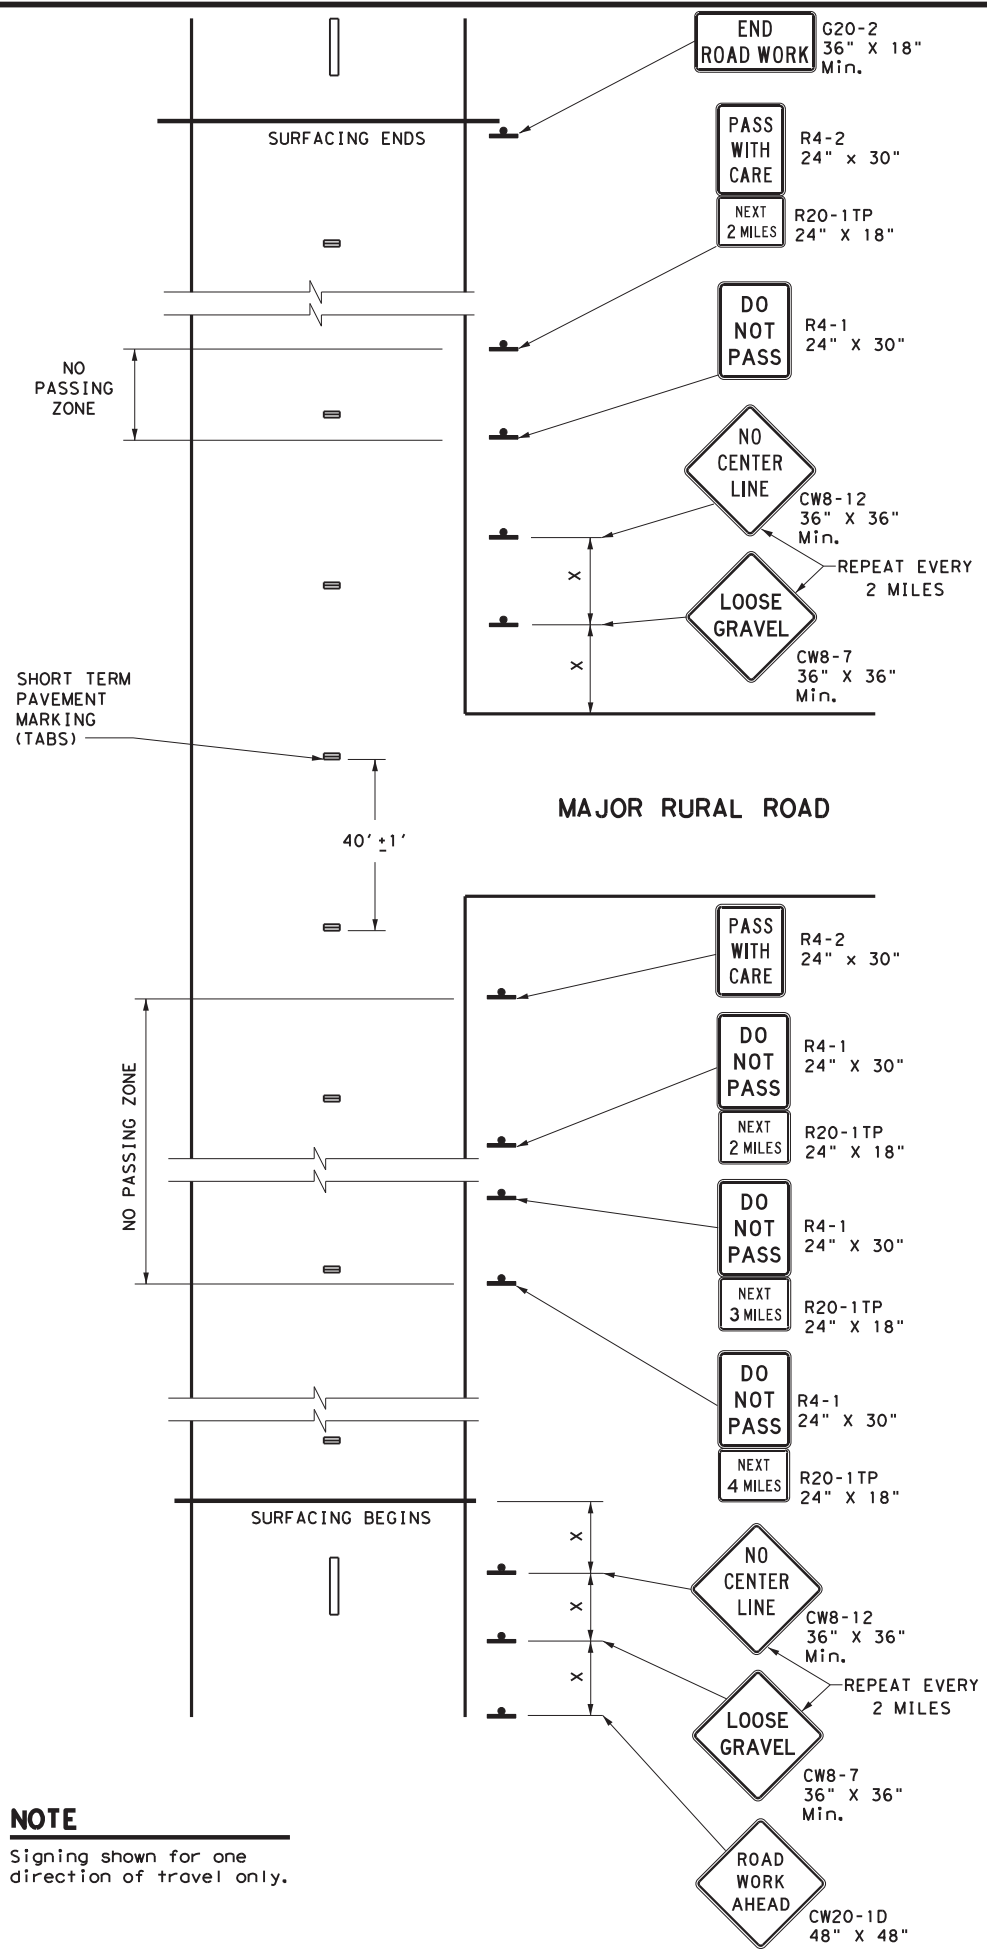 END
ROAD WORK
G20-2
36" X 18"
Min.
SURFACING ENDS
PASS
WITH
CARE
R4-2
24" x 30"
NEXT
2 MILES
R20-1TP
24" X 18"
DO
NOT
PASS
R4-1
24" X 30"
NO
PASSING
ZONE
NO
CENTER
LINE
CW8-12
36" X 36"
Min.
REPEAT EVERY
2 MILES
X
LOOSE
GRAVEL
CW8-7
36" X 36"
Min.
X
SHORT TERM
PAVEMENT
MARKING
(TABS)
MAJOR RURAL ROAD
40' ±1'
PASS
WITH
CARE
R4-2
24" x 30"
DO
NOT
PASS
R4-1
24" X 30"
NEXT
2 MILES
R20-1TP
24" X 18"
NO PASSING ZONE
DO
NOT
PASS
R4-1
24" X 30"
NEXT
3 MILES
R20-1TP
24" X 18"
DO
NOT
PASS
R4-1
24" X 30"
NEXT
4 MILES
R20-1TP
24" X 18"
SURFACING BEGINS
X
NO
CENTER
LINE
CW8-12
36" X 36"
Min.
X
REPEAT EVERY
2 MILES
X
LOOSE
GRAVEL
CW8-7
36" X 36"
Min.
NOTE
Signing shown for one
direction of travel only.
ROAD
WORK
AHEAD
CW20-1D
48" X 48"